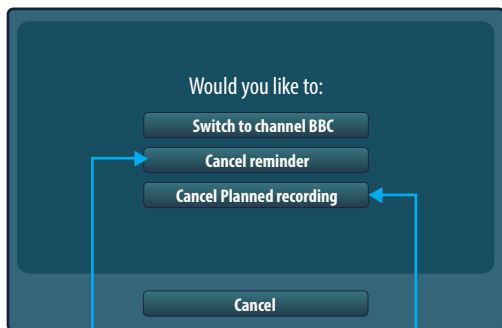 Would you like to:
Switch to channel BBC
Cancel reminder
Cancel Planned recording
Cancel